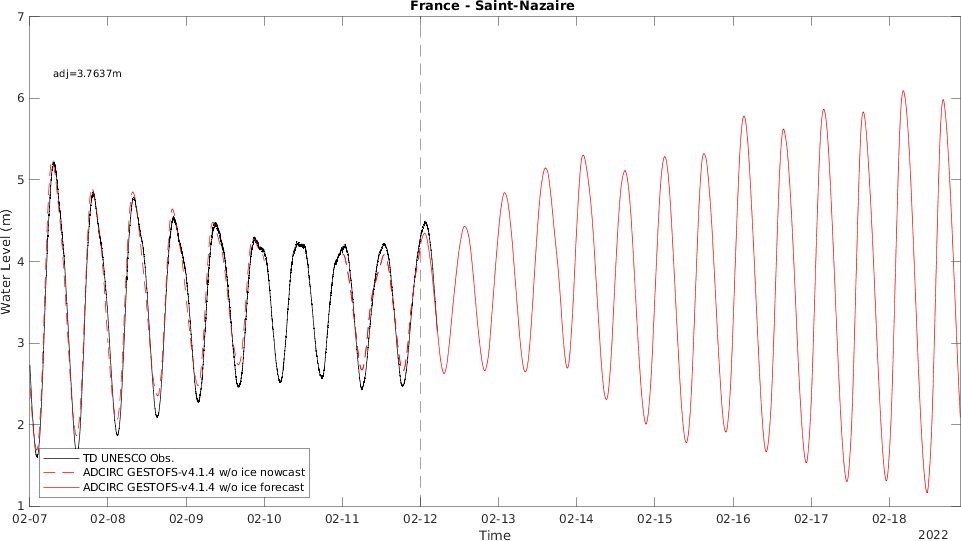 France - Saint-Nazaire
7
adj=3.7637m
6
5
4
3
2
1
Water Level (m)
TD UNESCO Obs.
ADCIRC GESTOFS-v4.1.4 w/o ice nowcast
ADCIRC GESTOFS-v4.1.4 w/o ice forecast
02-07 02-08 02-09 02-10 02-11 02-12 02-13 02-14 02-15 02-16 02-17 02-18
Time
2022